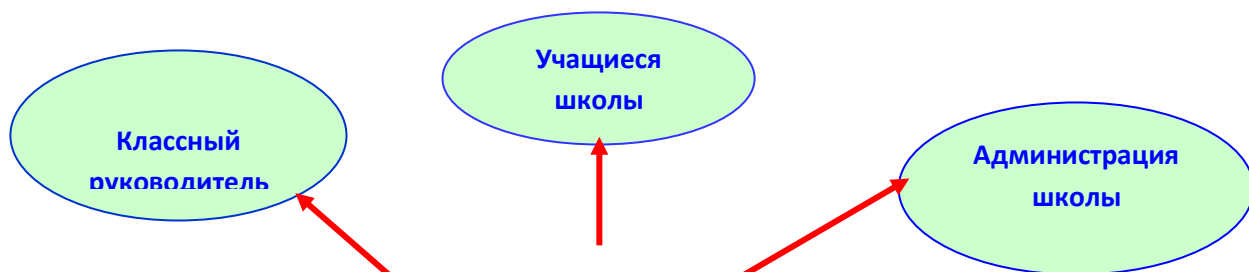 Классный
руководитель
Учащиеся
школы
Администрация
школы